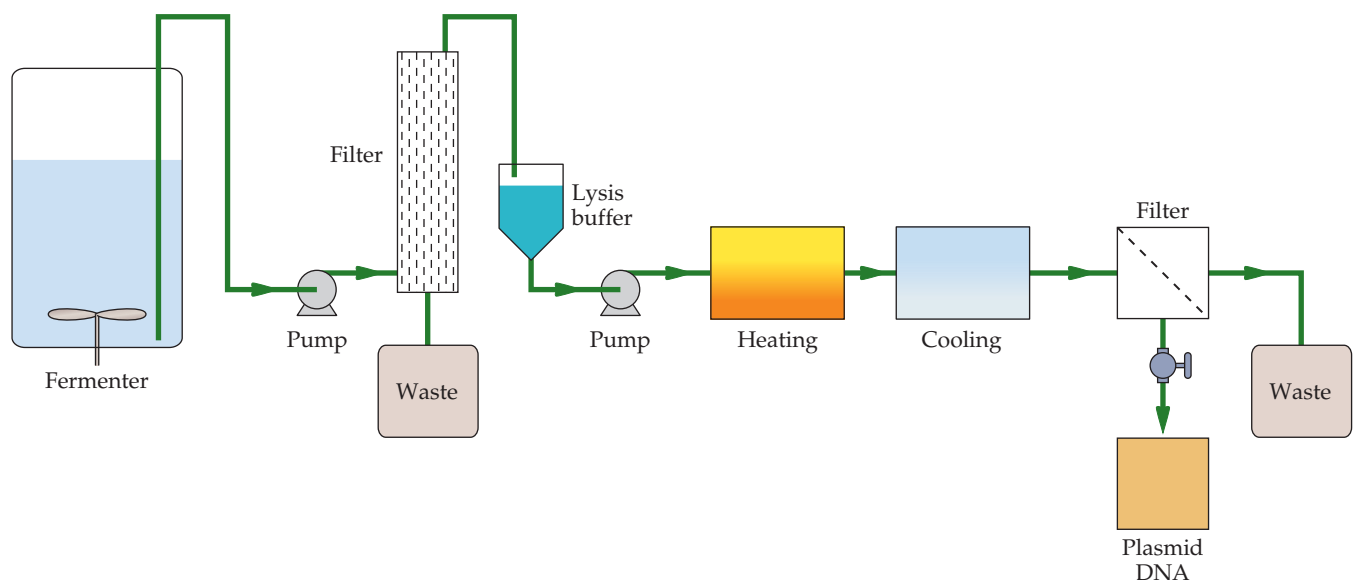 Fermenter
Pump
Filter
Waste
Lysis
buffer
Pump
Heating
Cooling
Filter
Waste
Plasmid
DNA